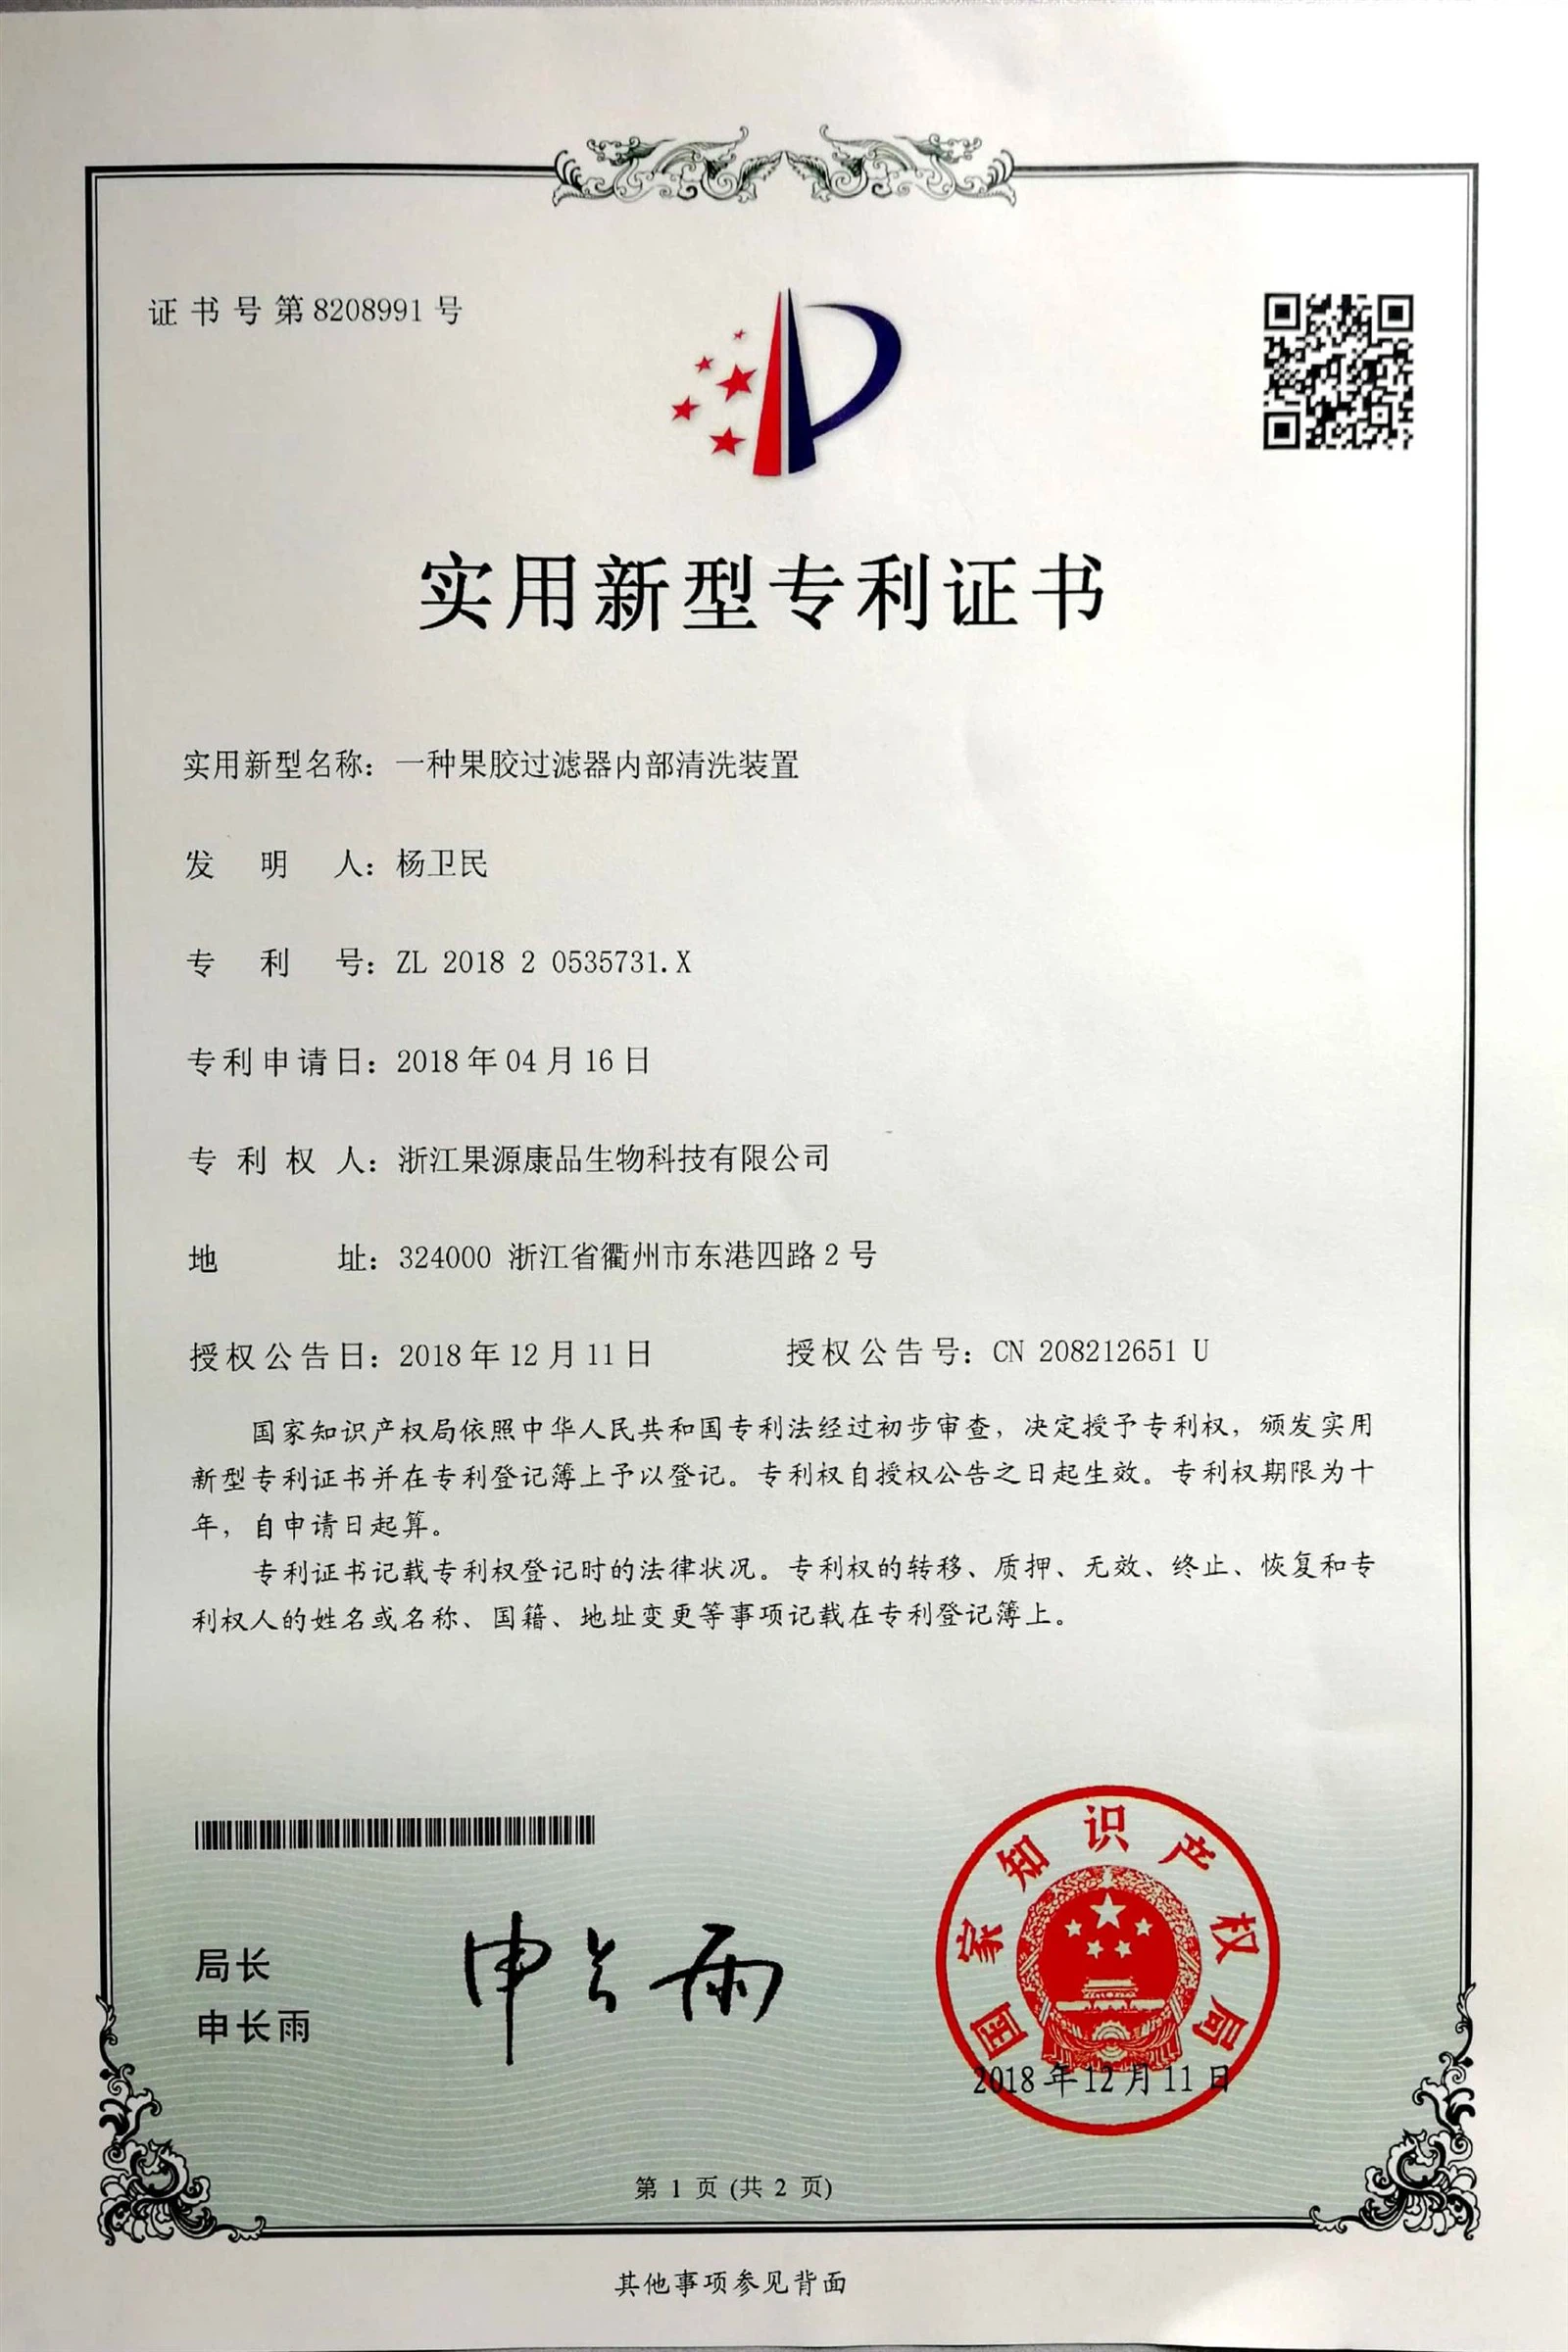 证书号第8208991号
实用新型专利证书
实用新型名称：一种果胶过滤器内部清洗装置
发明人：杨卫民
专利号：ZL 2018 2 0535731.X
专利申请日：2018年04月16日
专利权人：浙江果源康品生物科技有限公司
地址：324000 浙江省衢州市东港四路2号
授权公告日：2018年12月11日 授权公告号：CN 208212651 U
国家知识产权局依照中华人民共和国专利法经过初步审查，决定授予专利权，颁发实用
新型专利证书并在专利登记簿上予以登记。专利权自授权公告之日起生效。专利权期限为十
年，自申请日起算。
专利证书记载专利权登记时的法律状况。专利权的转移、质押、无效、终止、恢复和专
利权人的姓名或名称、国籍、地址变更等事项记载在专利登记簿上。
局长
申长雨
申长雨
国家知识产权局
2018年12月11日
第 1 页 (共 2 页)
其他事项参见背面